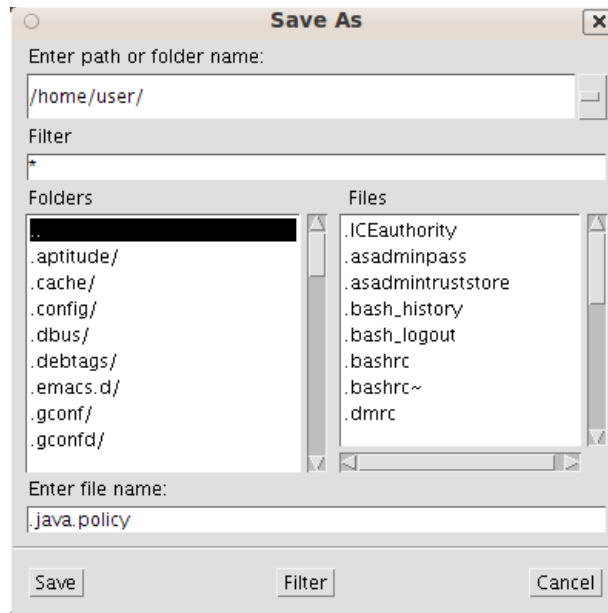 Save As
Enter path or folder name:
/home/user/
Filter
*
Folders
..
.aptitude/
.cache/
.config/
.dbus/
.debtags/
.emacs.d/
.gconf/
.gconfd/
Files
.ICEauthority
.asadminpass
.asadmintruststore
.bash_history
.bash_logout
.bashrc
.bashrc~
.dmrc
Enter file name:
.java.policy
Save
Filter
Cancel